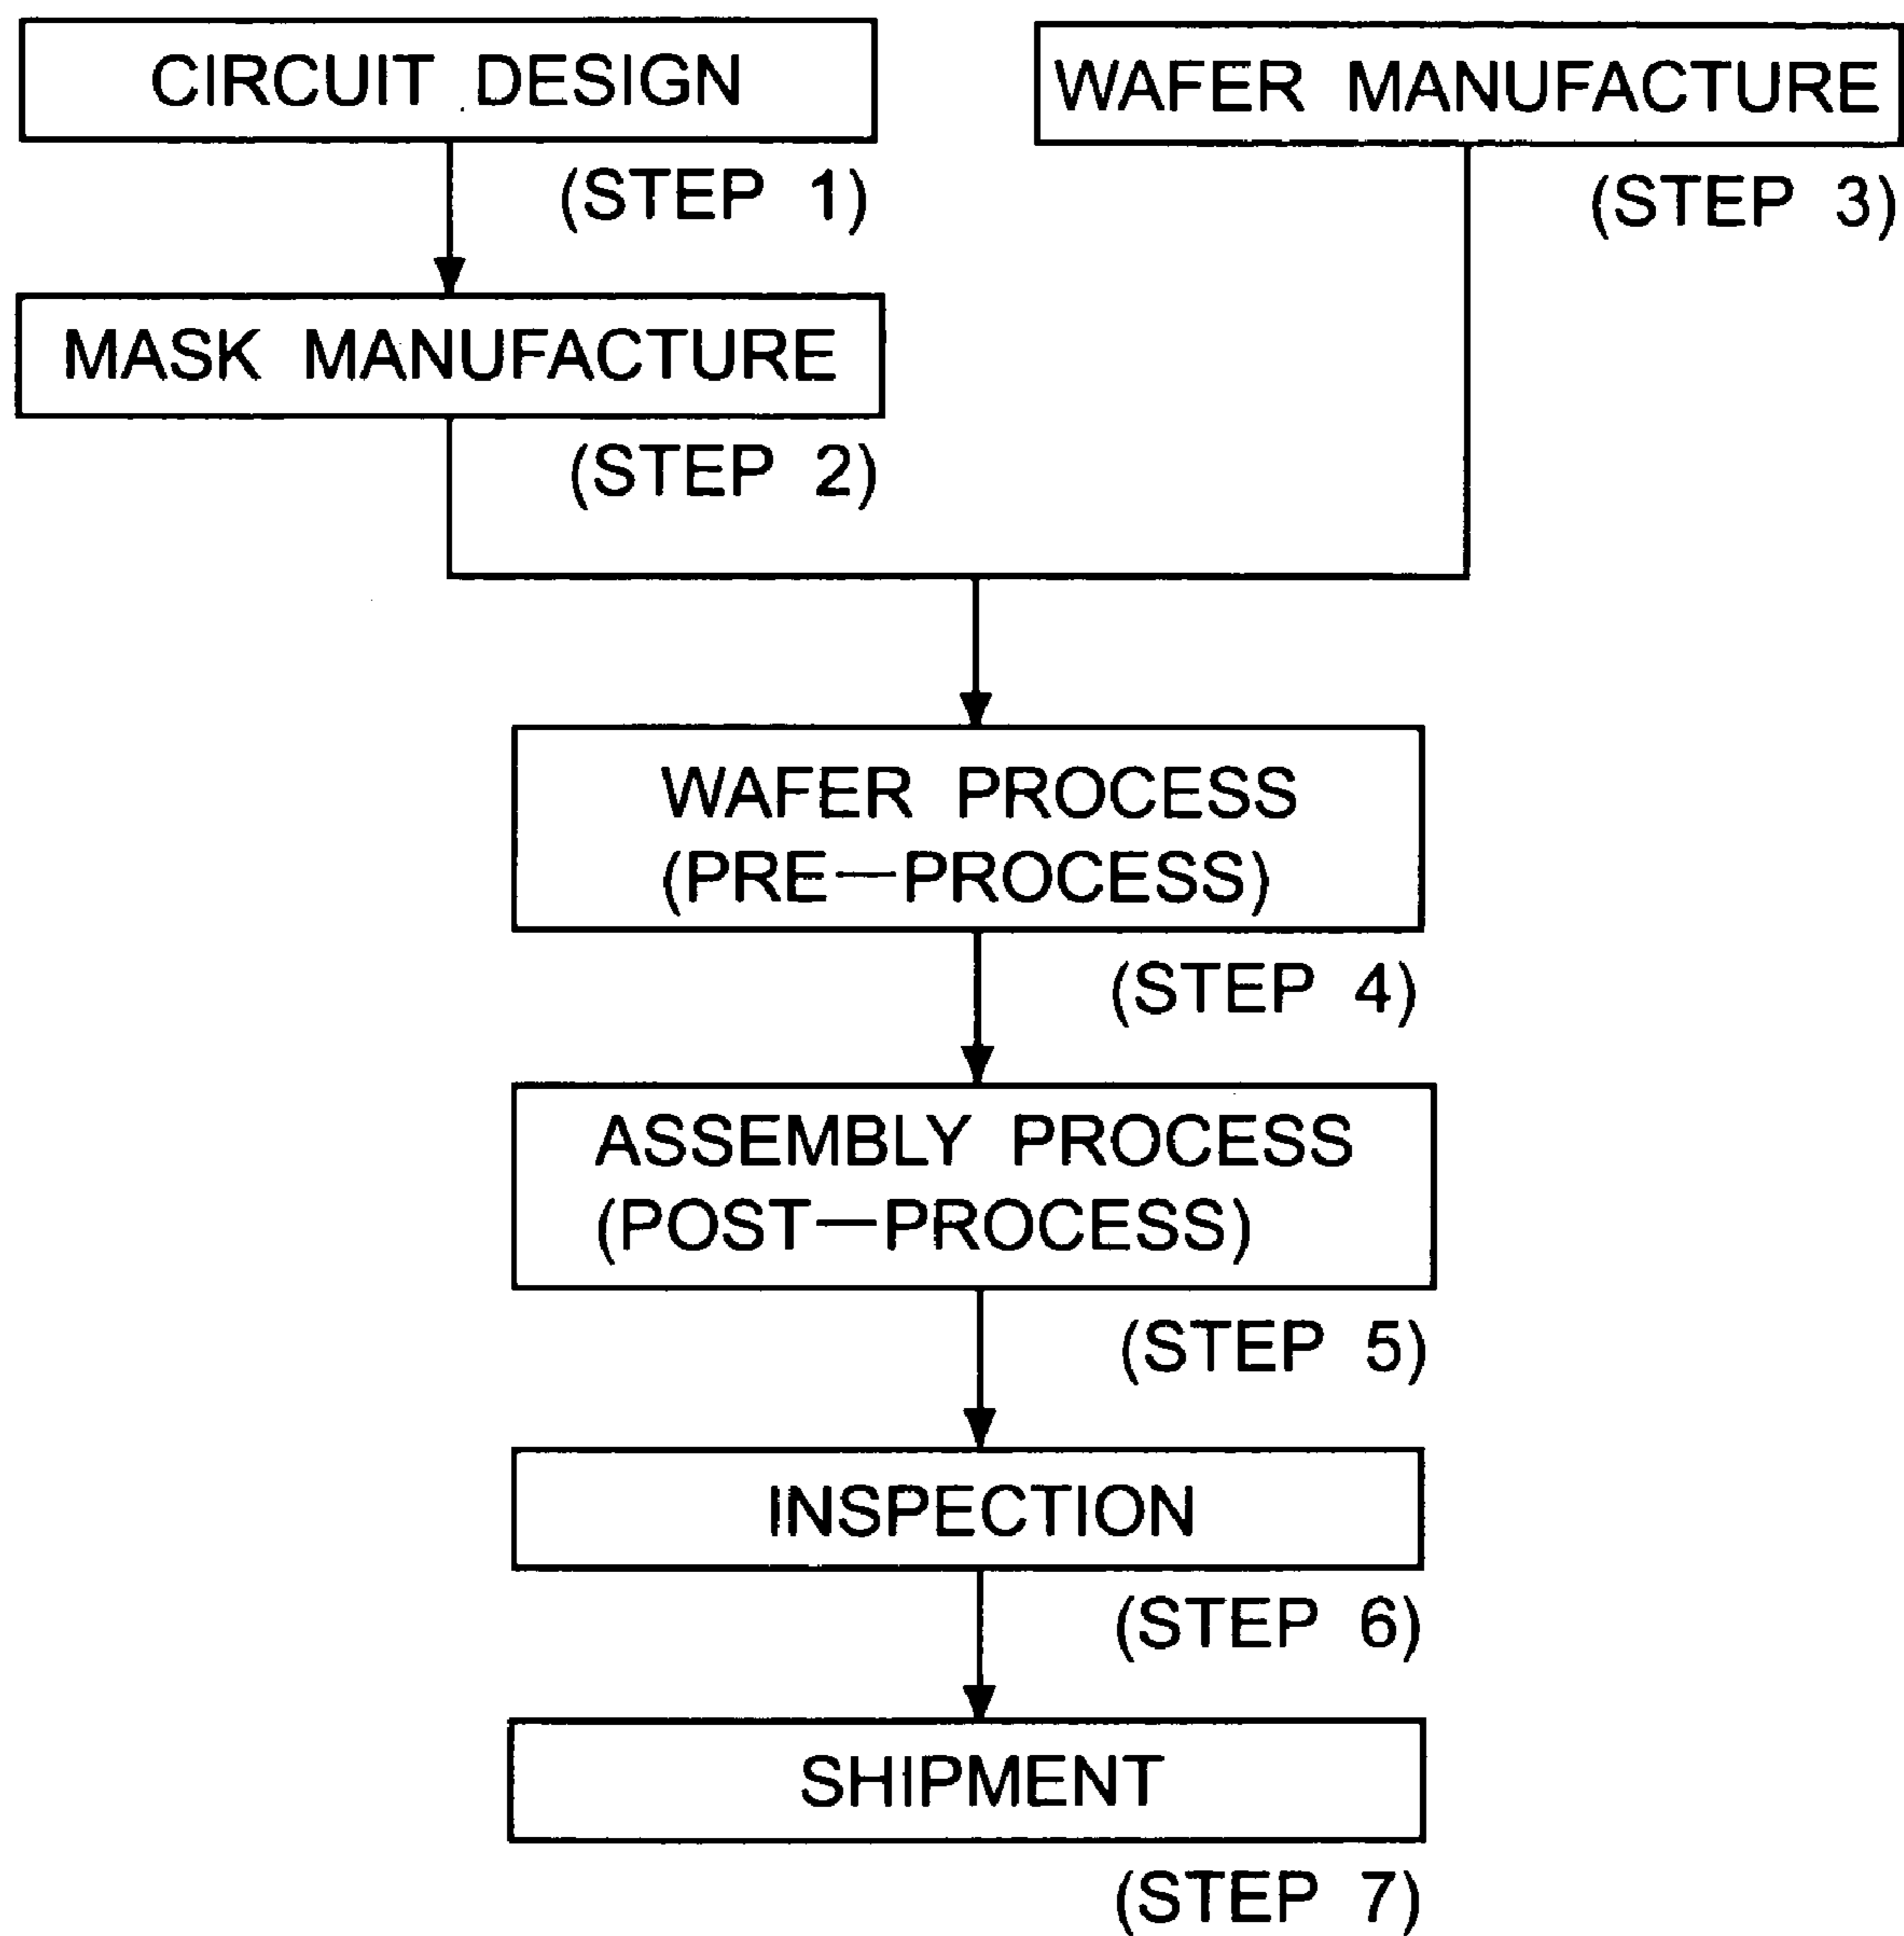 CIRCUIT DESIGN
(STEP 1)
MASK MANUFACTURE
(STEP 2)
WAFER MANUFACTURE
(STEP 3)
WAFER PROCESS
(PRE—PROCESS)
(STEP 4)
ASSEMBLY PROCESS
(POST—PROCESS)
(STEP 5)
INSPECTION
(STEP 6)
SHIPMENT
(STEP 7)